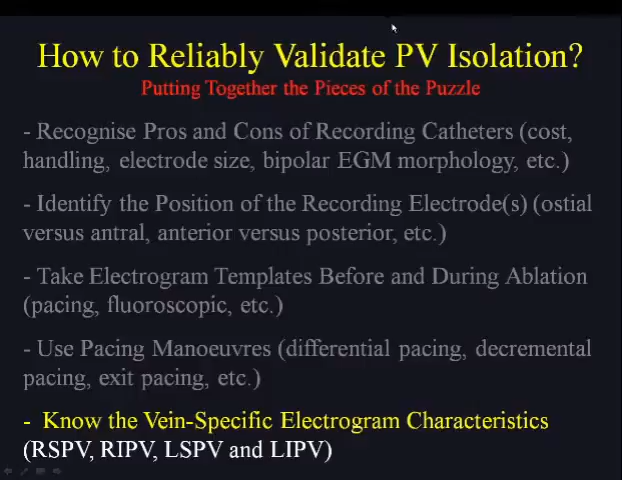 How to Reliably Validate PV Isolation?
Putting Together the Pieces of the Puzzle
- Recognise Pros and Cons of Recording Catheters (cost,
handling, electrode size, bipolar EGM morphology, etc.)
- Identify the Position of the Recording Electrode(s) (ostial
versus antral, anterior versus posterior, etc.)
- Take Electrogram Templates Before and During Ablation
(pacing, fluoroscopic, etc.)
- Use Pacing Manoeuvres (differential pacing, decremental
pacing, exit pacing, etc.)
- Know the Vein-Specific Electrogram Characteristics
(RSPV, RIPV, LSPV and LIPV)